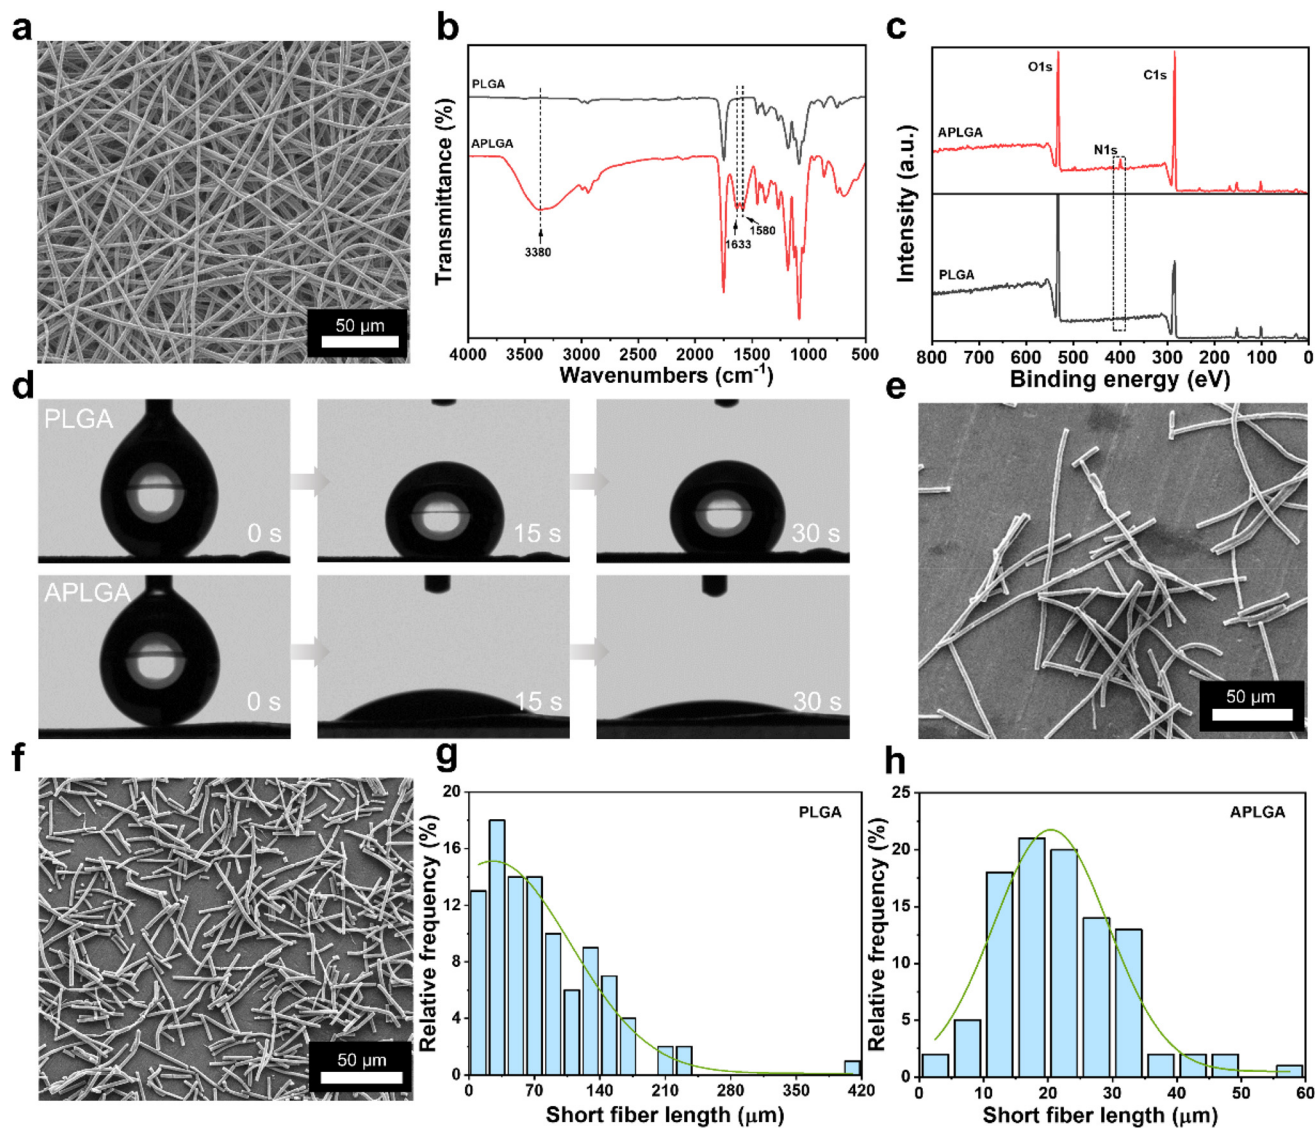 a
50 μm
b
PLGA
APLGA
3380
1633
1580
Transmittance (%)
4000 3500 3000 2500 2000 1500 1000 500
Wavenumbers (cm⁻¹)
c
O1s
C1s
APLGA
N1s
PLGA
Intensity (a.u.)
800 700 600 500 400 300 200 100 0
Binding energy (eV)
d
PLGA
0 s
15 s
30 s
APLGA
0 s
15 s
30 s
e
50 μm
f
50 μm
g
PLGA
Relative frequency (%)
20
16
12
8
4
0
0 70 140 210 280 350 420
Short fiber length (μm)
h
APLGA
Relative frequency (%)
25
20
15
10
5
0
0 10 20 30 40 50 60
Short fiber length (μm)